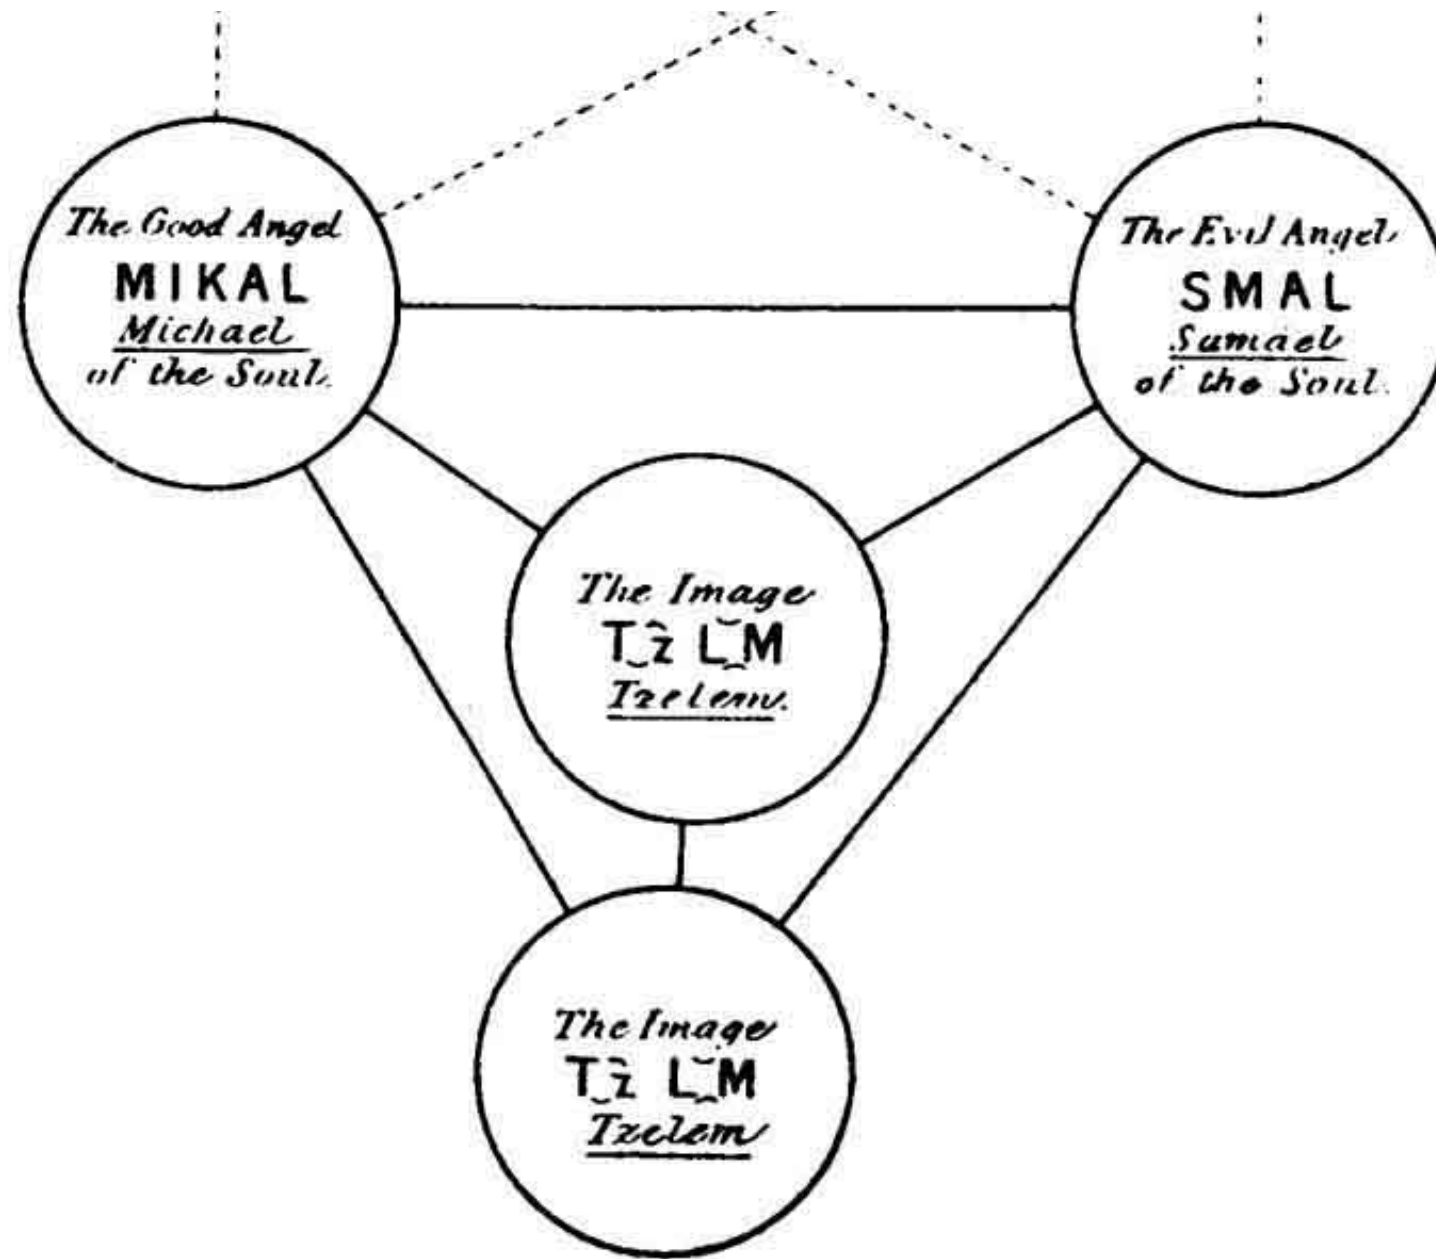 The Good Angel
MIKAL
Michael
of the Soul.
The Evil Angel
SMAL
Samael
of the Soul.
The Image
Tz LM
Tzelem.
The Image
Tz LM
Tzelem